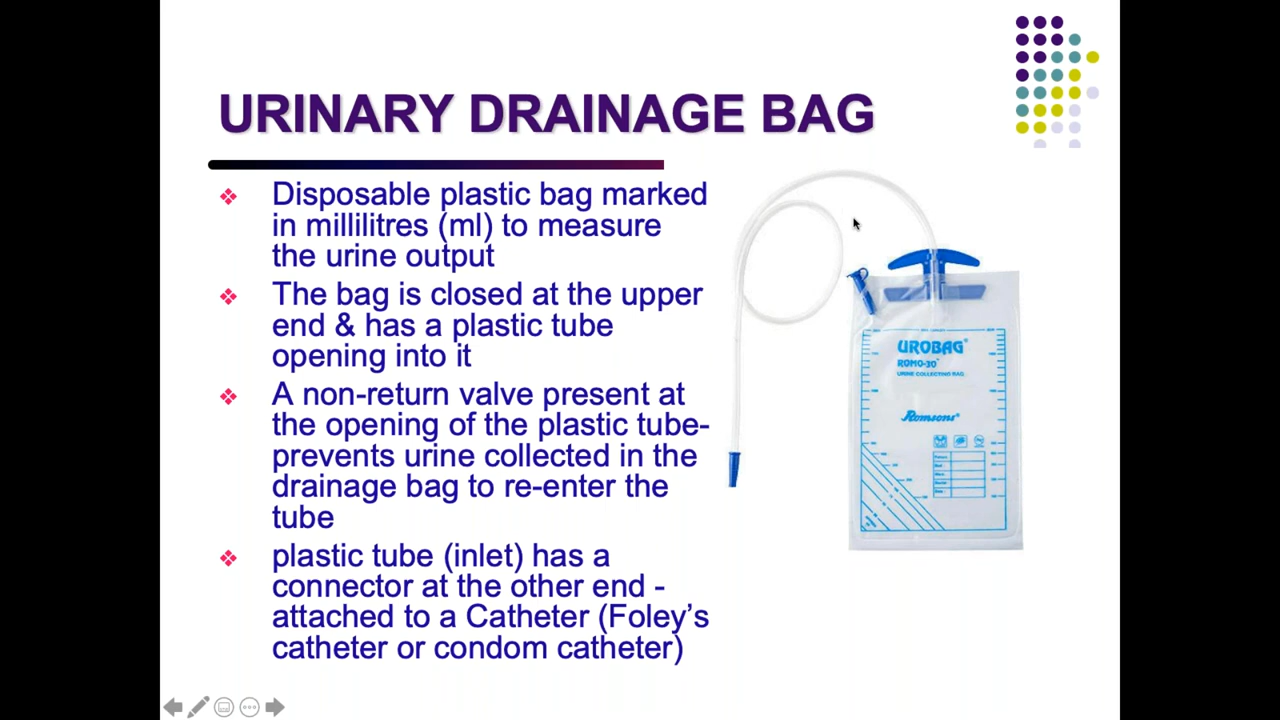 URINARY DRAINAGE BAG
Disposable plastic bag marked
in millilitres (ml) to measure
the urine output
The bag is closed at the upper
end & has a plastic tube
opening into it
A non-return valve present at
the opening of the plastic tube-
prevents urine collected in the
drainage bag to re-enter the
tube
plastic tube (inlet) has a
connector at the other end -
attached to a Catheter (Foley’s
catheter or condom catheter)
UROBAG®
ROMO-30
URINE COLLECTING BAG
Romsons®